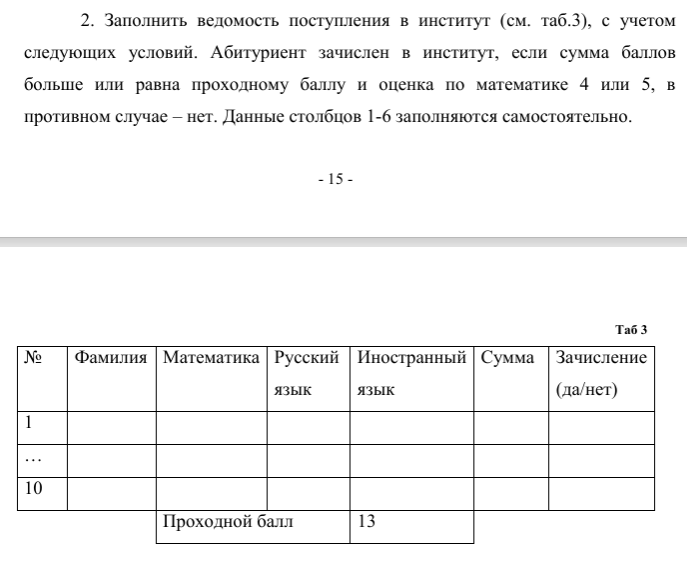 2. Заполнить ведомость поступления в институт (см. таб.3), с учетом
следующих условий. Абитуриент зачислен в институт, если сумма баллов
больше или равна проходному баллу и оценка по математике 4 или 5, в
противном случае – нет. Данные столбцов 1-6 заполняются самостоятельно.
- 15 -
Таб 3
№ Фамилия Математика Русский язык Иностранный язык Сумма Зачисление (да/нет)
1
…
10
Проходной балл 13